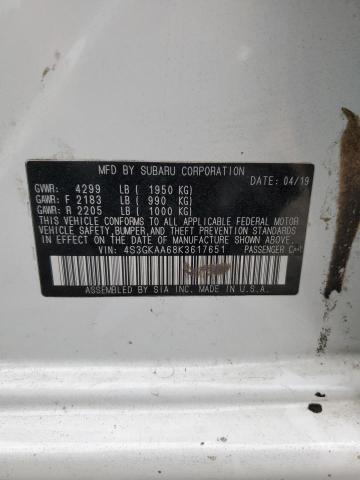 MFD BY SUBARU CORPORATION
DATE: 04/19
GVWR: 4299 LB ( 1950 KG)
GAWR: F 2183 LB ( 990 KG)
GAWR: R 2205 LB ( 1000 KG)
THIS VEHICLE CONFORMS TO ALL APPLICABLE FEDERAL MOTOR
VEHICLE SAFETY,BUMPER,AND THEFT PREVENTION STANDARDS
IN EFFECT ON THE DATE OF MANUFACTURE SHOWN ABOVE.
VIN: 4S3GKAA68K3617651 PASSENGER CAR
ASSEMBLED BY SIA INC. MADE IN U.S.A.